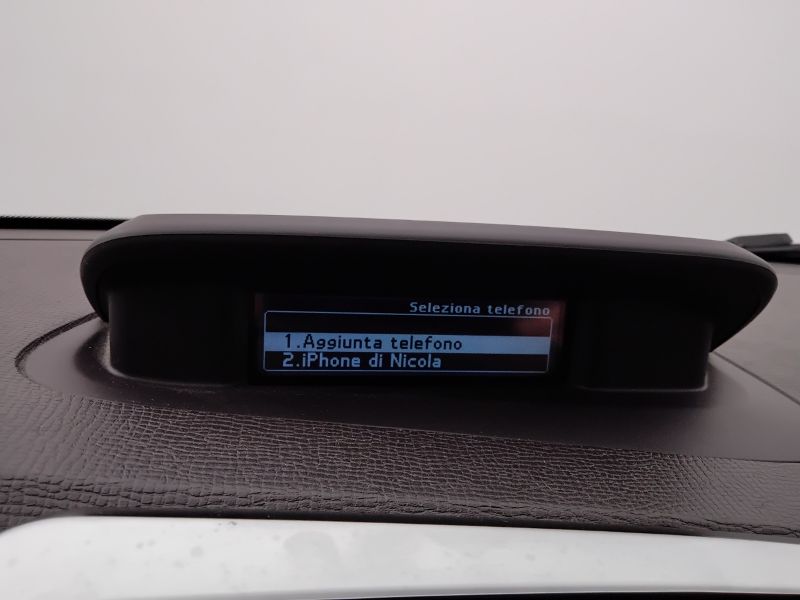 Seleziona telefono
1.Aggiunta telefono
2.iPhone di Nicola